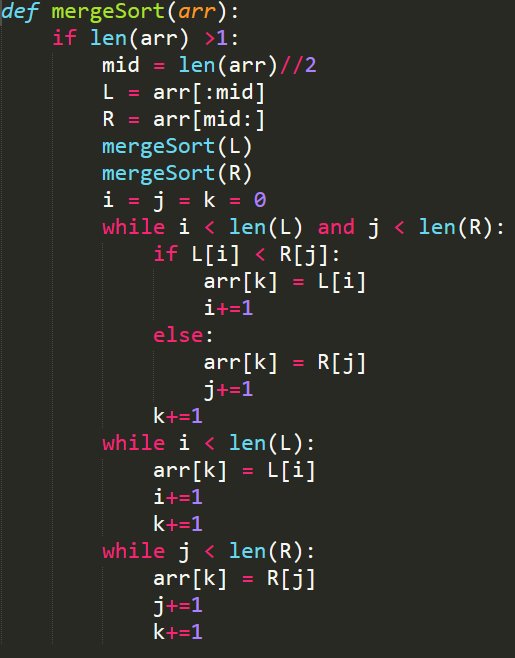 def mergeSort(arr):
    if len(arr) >1:
        mid = len(arr)//2
        L = arr[:mid]
        R = arr[mid:]
        mergeSort(L)
        mergeSort(R)
        i = j = k = 0
        while i < len(L) and j < len(R):
            if L[i] < R[j]:
                arr[k] = L[i]
                i+=1
            else:
                arr[k] = R[j]
                j+=1
            k+=1
        while i < len(L):
            arr[k] = L[i]
            i+=1
            k+=1
        while j < len(R):
            arr[k] = R[j]
            j+=1
            k+=1